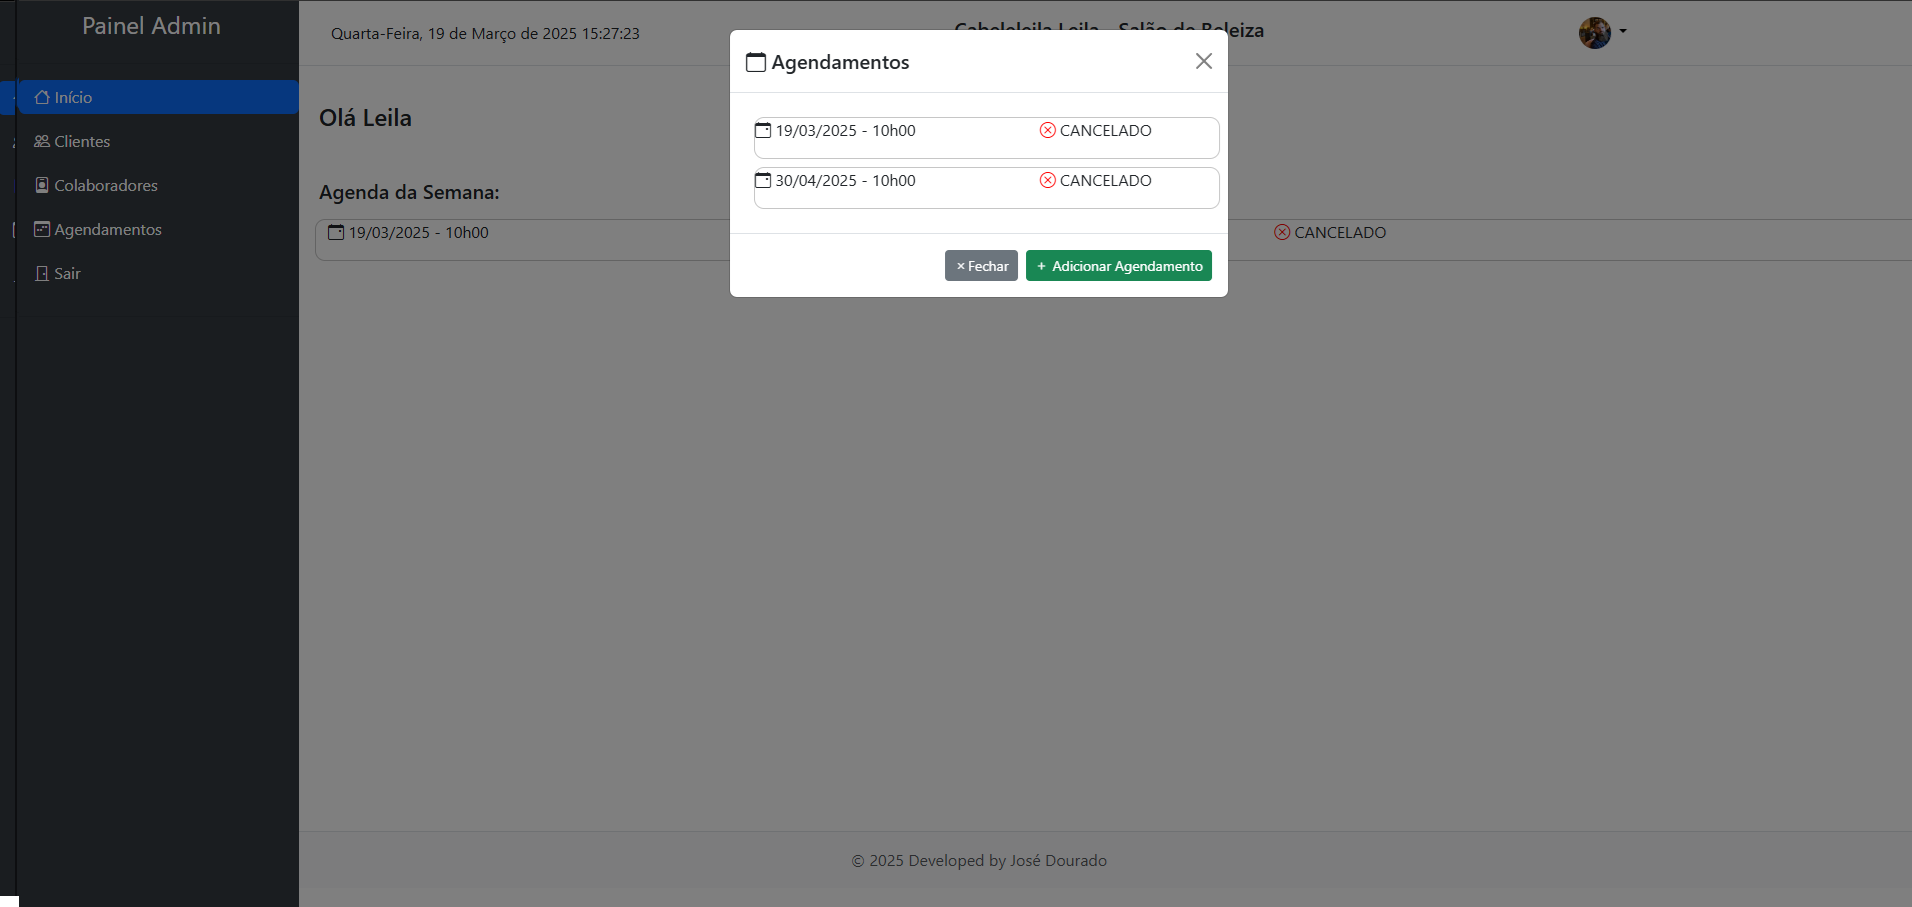 Painel Admin
Início
Clientes
Colaboradores
Agendamentos
Sair
Quarta-Feira, 19 de Março de 2025 15:27:23
Cabeleleila Leila - Salão de Beleiza
Olá Leila
Agenda da Semana:
19/03/2025 - 10h00 CANCELADO
Agendamentos
19/03/2025 - 10h00 CANCELADO
30/04/2025 - 10h00 CANCELADO
× Fechar + Adicionar Agendamento
© 2025 Developed by José Dourado